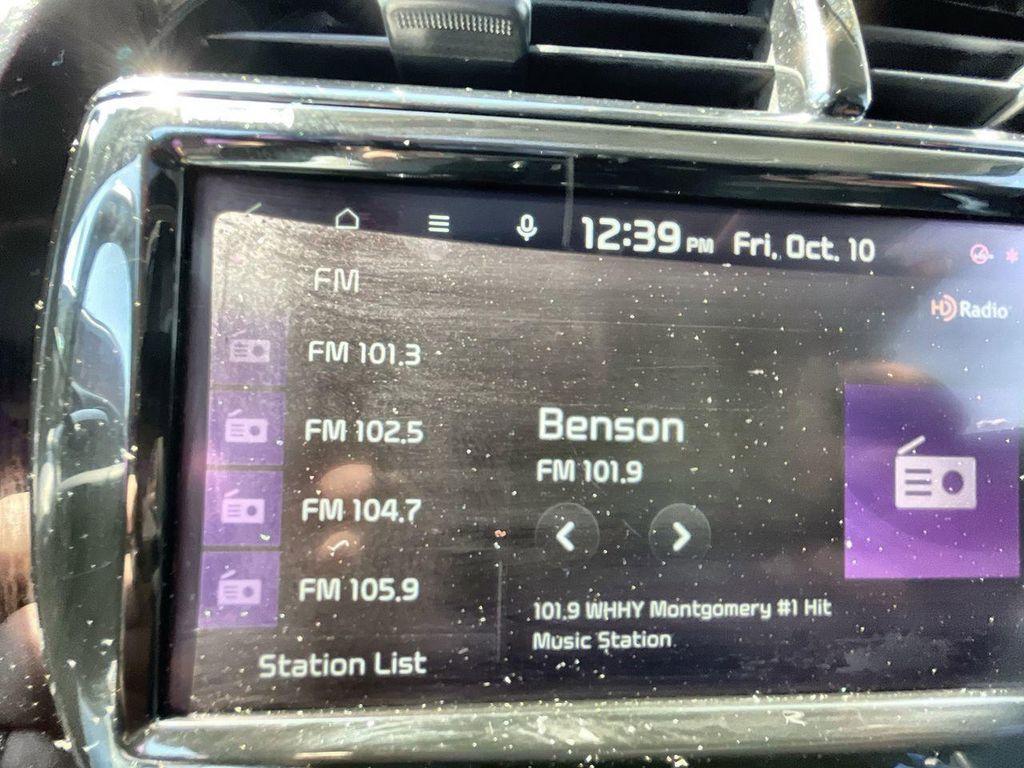 12:39 PM Fri, Oct. 10
FM
HD Radio
FM 101.3
FM 102.5
FM 104.7
FM 105.9
Station List
Benson
FM 101.9
101.9 WHHY Montgomery #1 Hit
Music Station